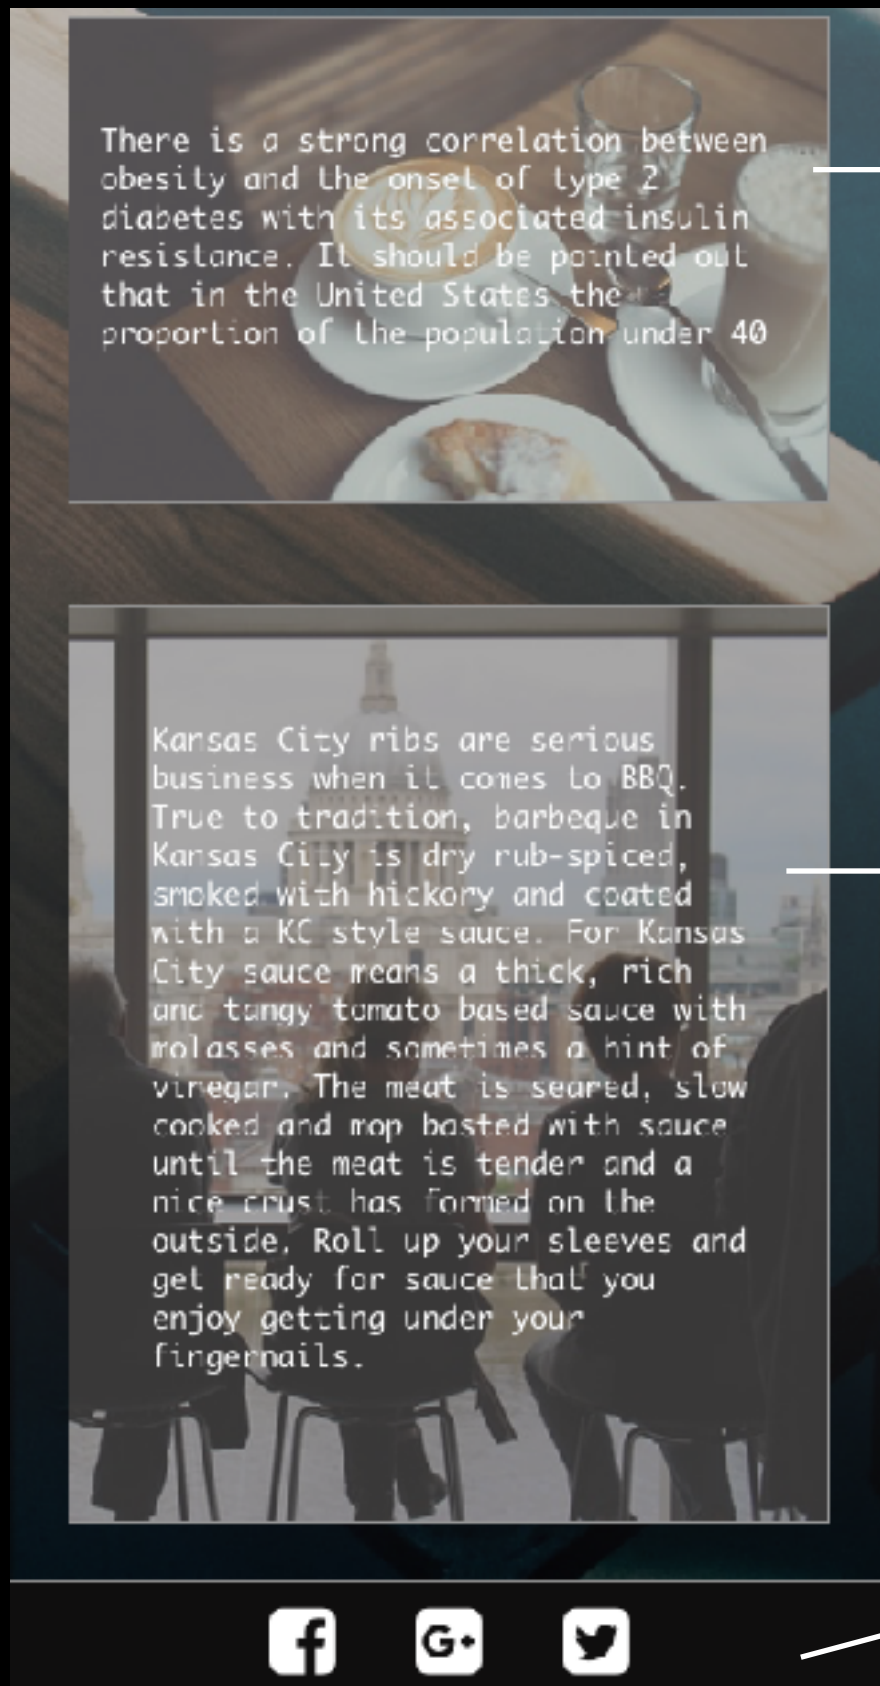 There is a strong correlation between
obesity and the onset of type 2
diabetes with its associated insulin
resistance. It should be pointed out
that in the United States the
proportion of the population under 40
Kansas City ribs are serious
business when it comes to BBQ.
True to tradition, barbeque in
Kansas City is dry rub-spiced,
smoked with hickory and coated
with a KC style sauce. For Kansas
City sauce means a thick, rich
and tangy tomato based sauce with
molasses and sometimes a hint of
vinegar. The meat is seared, slow
cooked and mop basted with sauce
until the meat is tender and a
nice crust has formed on the
outside. Roll up your sleeves and
get ready for sauce that you
enjoy getting under your
fingernails.
G+